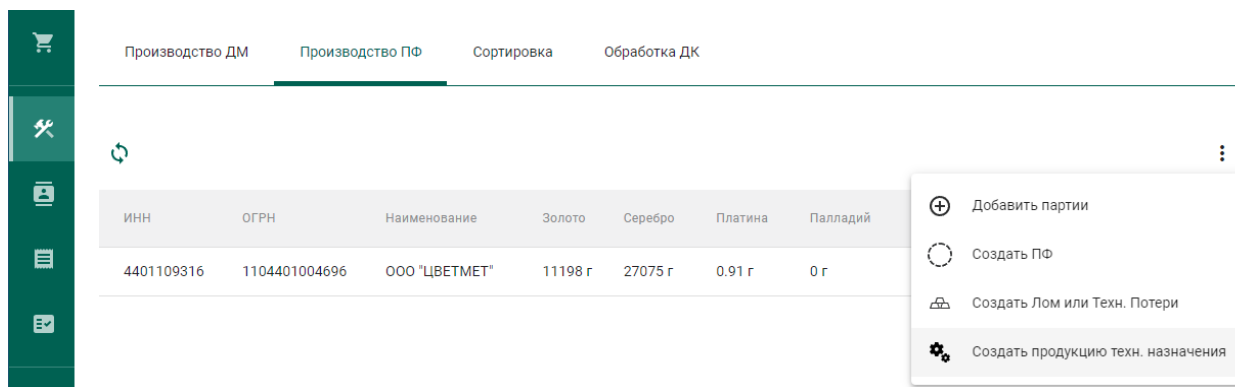 Производство ДМ Производство ПФ Сортировка Обработка ДК
ИНН ОГРН Наименование Золото Серебро Платина Палладий
4401109316 1104401004696 ООО "ЦВЕТМЕТ" 11198 г 27075 г 0.91 г 0 г
Добавить партии
Создать ПФ
Создать Лом или Техн. Потери
Создать продукцию техн. назначения